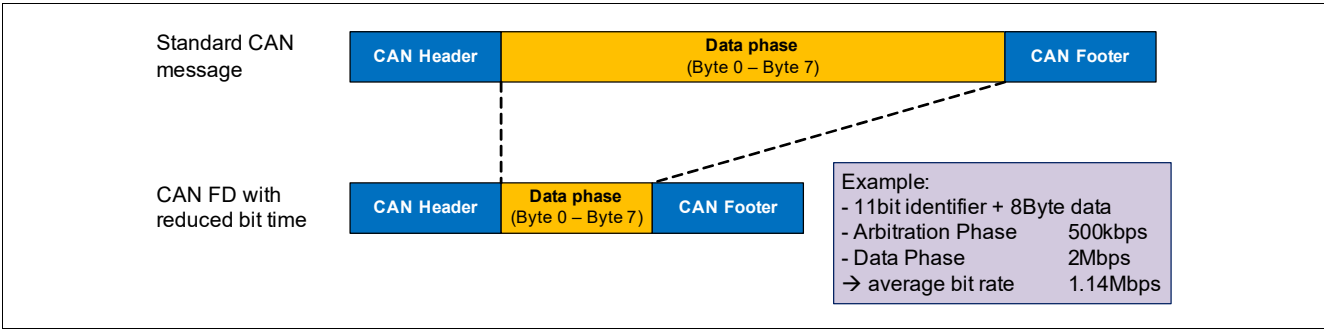 Standard CAN
message
CAN Header
Data phase
(Byte 0 – Byte 7)
CAN Footer
CAN FD with
reduced bit time
CAN Header
Data phase
(Byte 0 – Byte 7)
CAN Footer
Example:
- 11bit identifier + 8Byte data
- Arbitration Phase 500kbps
- Data Phase 2Mbps
→ average bit rate 1.14Mbps